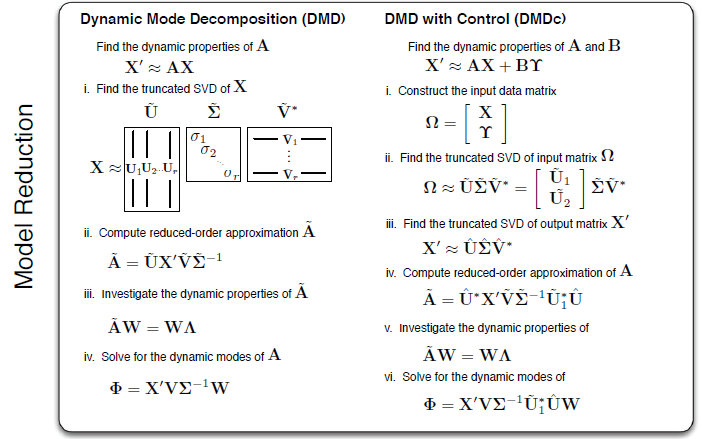 Model Reduction
Dynamic Mode Decomposition (DMD)
Find the dynamic properties of A
X′ ≈ AX
i. Find the truncated SVD of X
Ũ Σ̃ Ṽ*
X ≈ U₁U₂..Uᵣ σ₁ σ₂ ⋱ σᵣ V̄₁ ⋮ V̄ᵣ
ii. Compute reduced-order approximation Ã
Ã = ŨX′ṼΣ̃⁻¹
iii. Investigate the dynamic properties of Ã
ÃW = WΛ
iv. Solve for the dynamic modes of A
Φ = X′VΣ⁻¹W
DMD with Control (DMDc)
Find the dynamic properties of A and B
X′ ≈ AX + BΥ
i. Construct the input data matrix
Ω = [ X
Υ ]
ii. Find the truncated SVD of input matrix Ω
Ω ≈ ŨΣ̃Ṽ* = [ Ũ₁
Ũ₂ ] Σ̃Ṽ*
iii. Find the truncated SVD of output matrix X′
X′ ≈ ÛΣ̂V̂*
iv. Compute reduced-order approximation of A
Ã = Û*X′ṼΣ̃⁻¹Ũ₁*Û
v. Investigate the dynamic properties of
ÃW = WΛ
vi. Solve for the dynamic modes of
Φ = X′VΣ⁻¹Ũ₁*ÛW